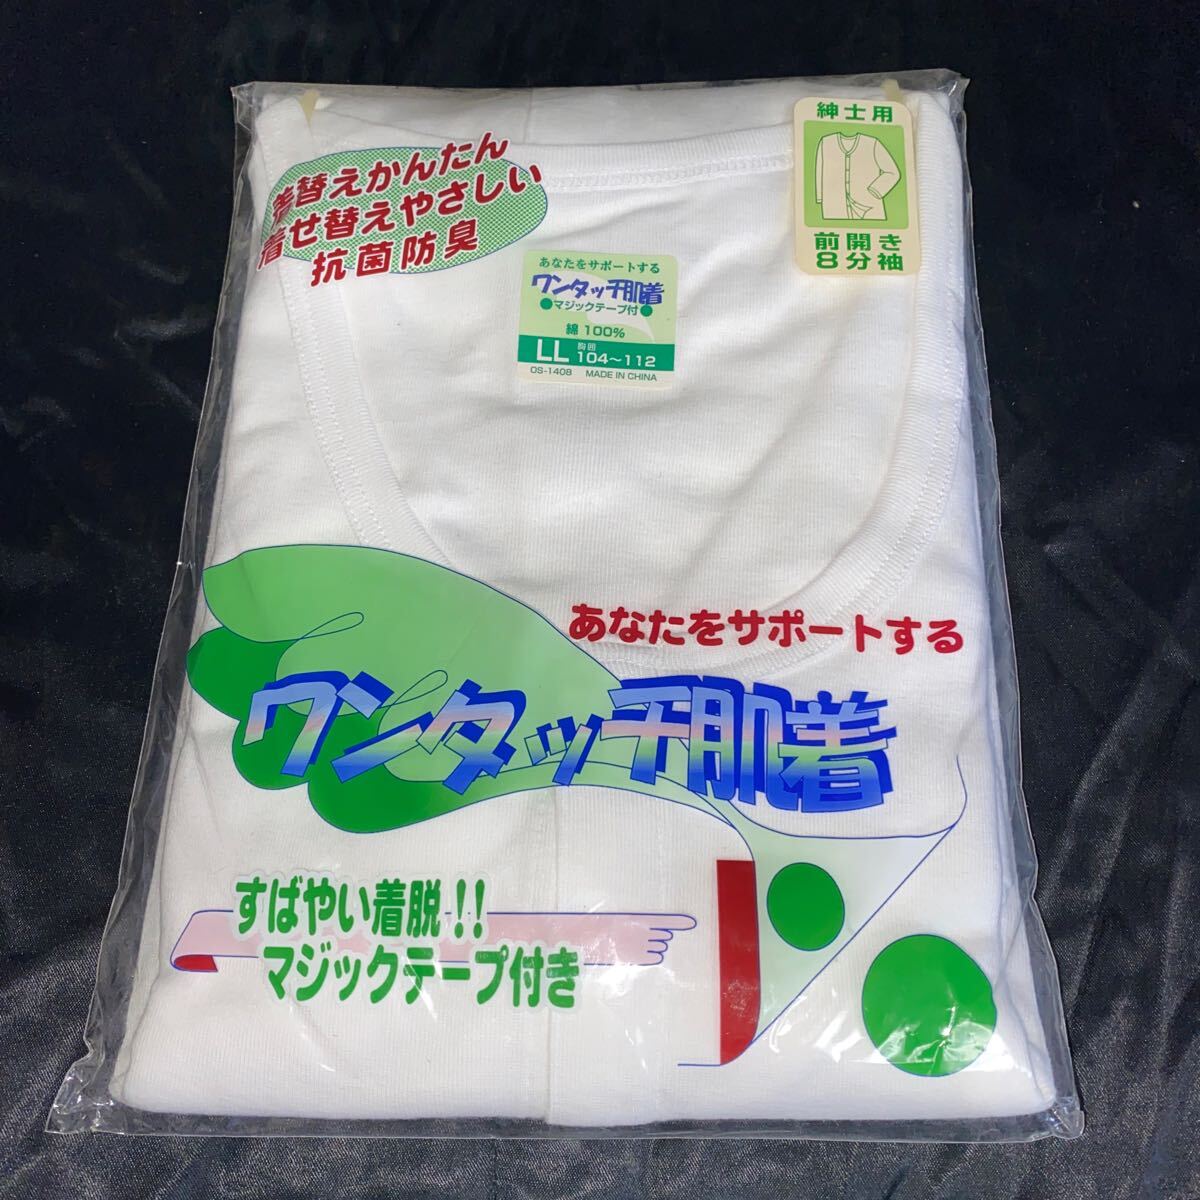 着替えかんたん
着せ替えやさしい
抗菌防臭
紳士用
前開き
8分袖
あなたをサポートする
ワンタッチ肌着
●マジックテープ付●
綿 100%
LL 胸囲 104～112
OS-1408 MADE IN CHINA
あなたをサポートする
ワンタッチ肌着
すばやい着脱!!
マジックテープ付き